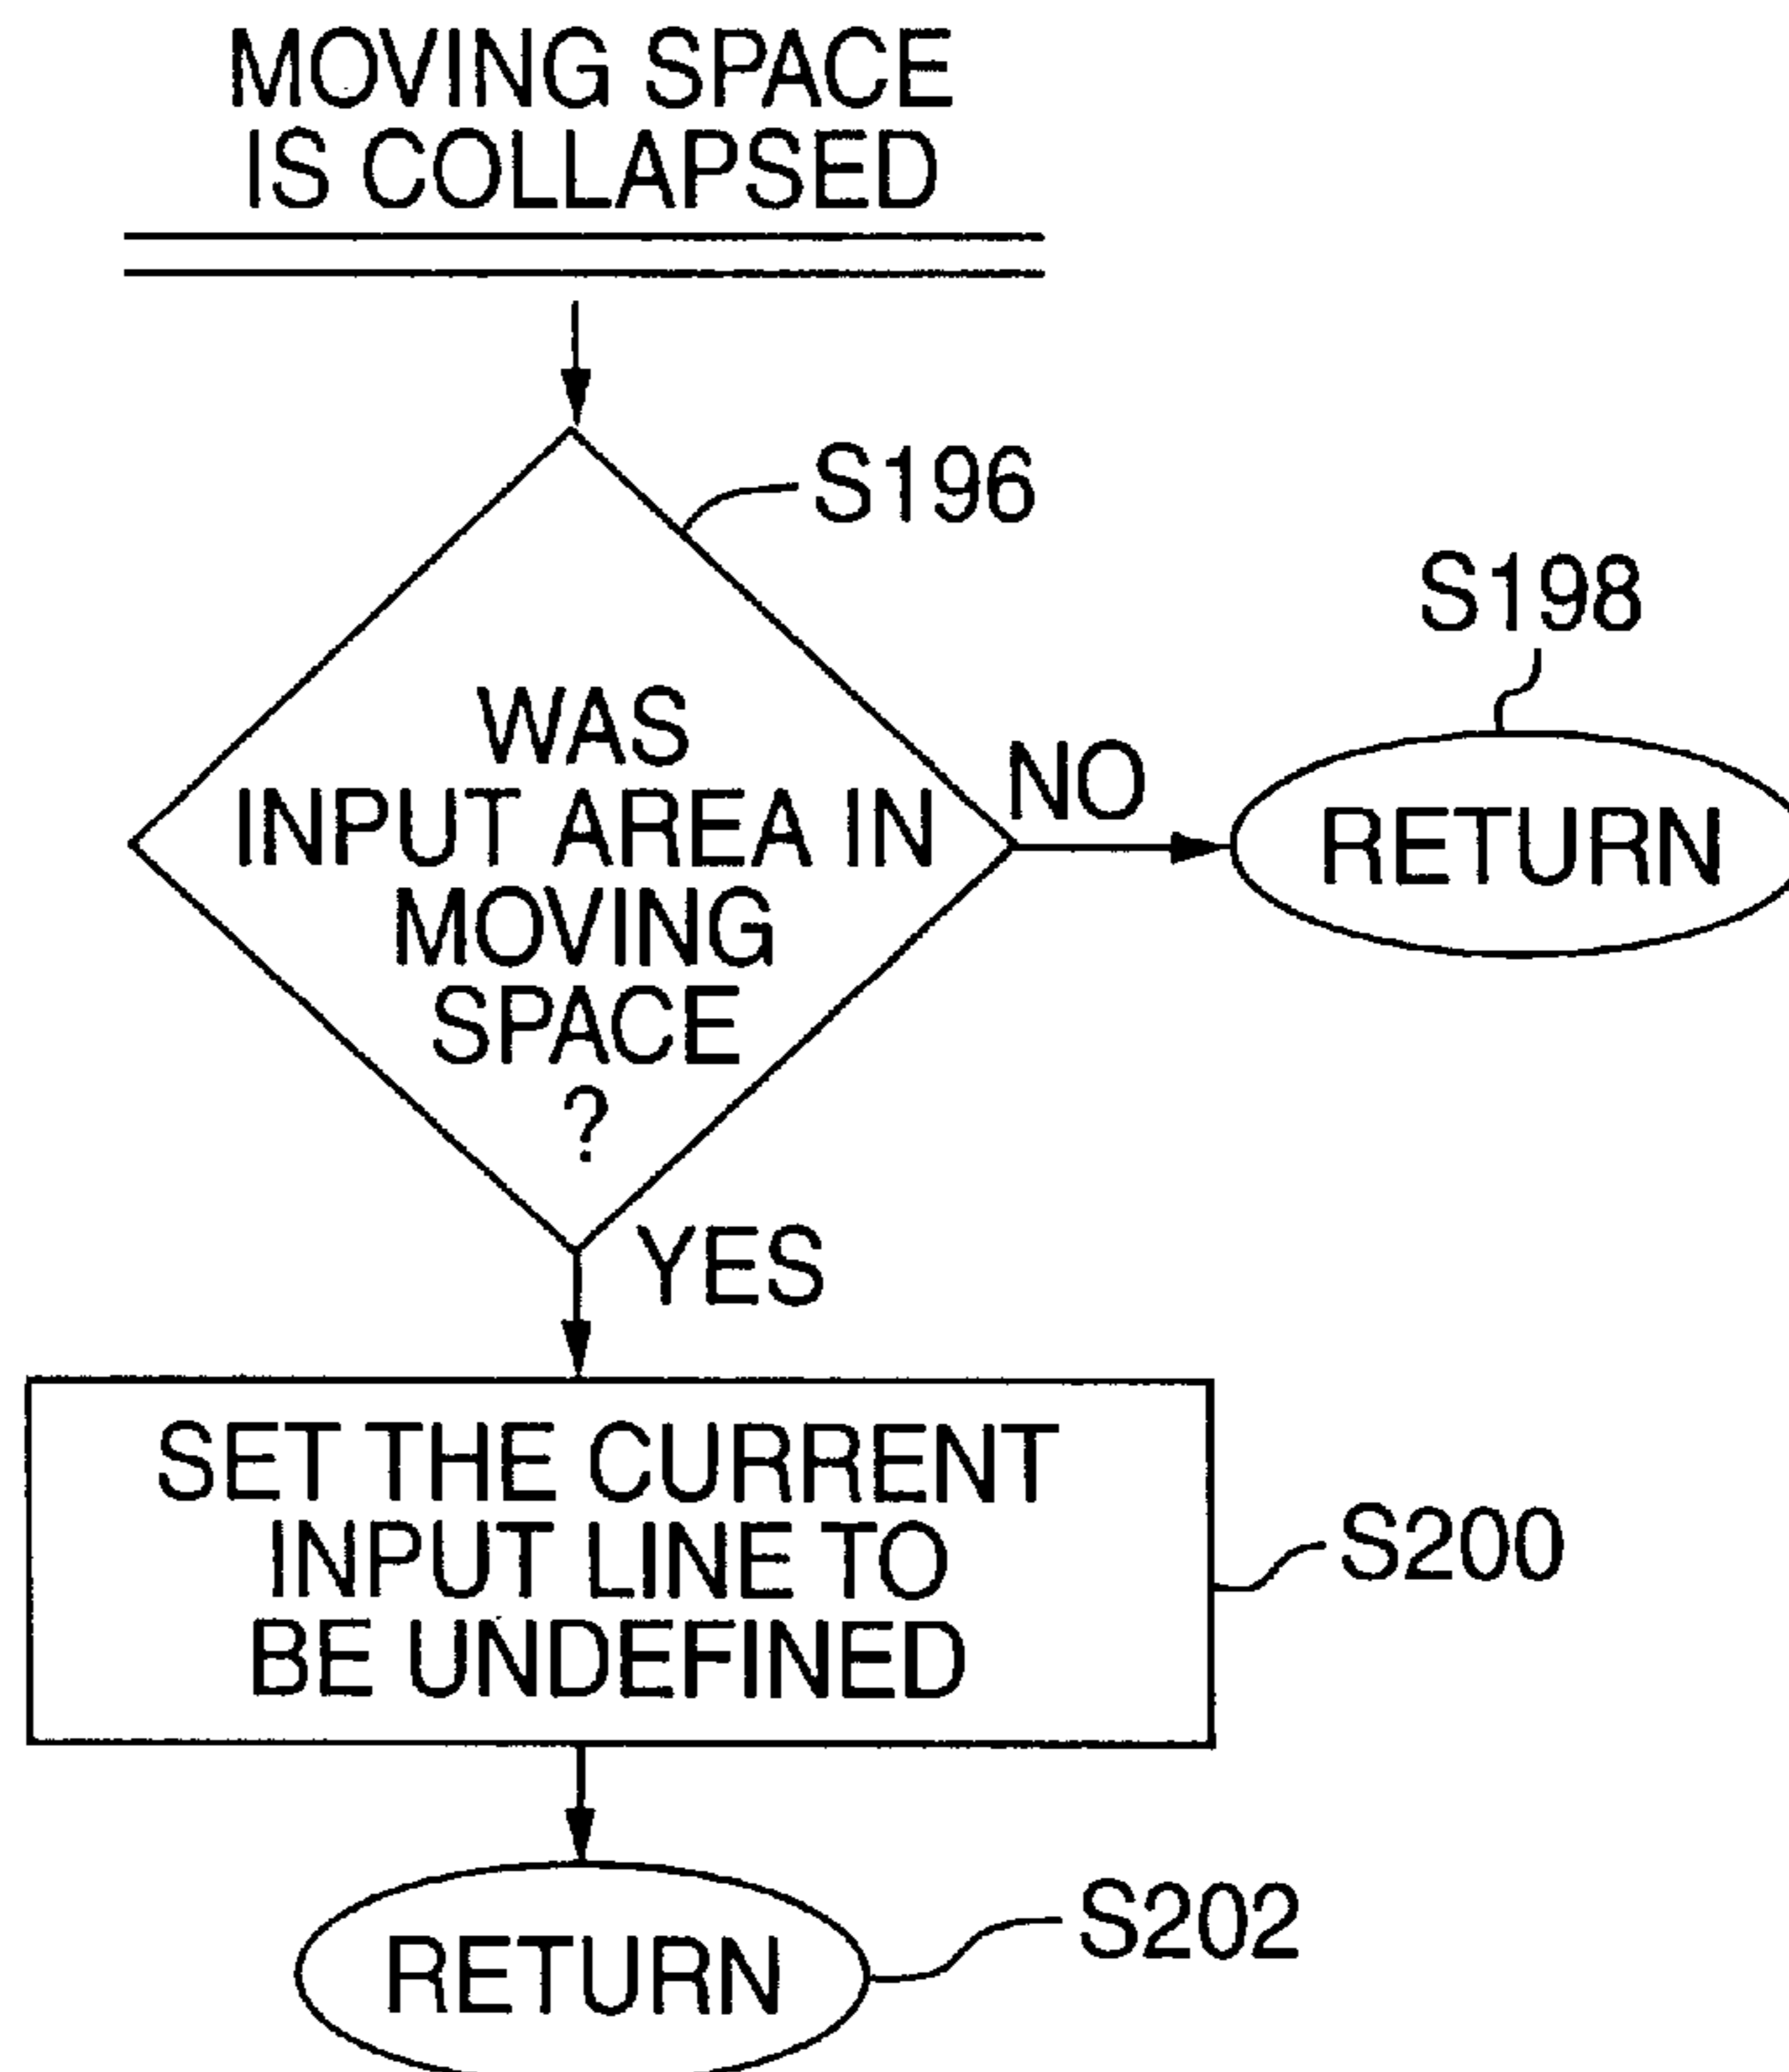 MOVING SPACE
IS COLLAPSED
S196
S198
WAS
INPUT AREA IN
MOVING
SPACE
?
NO
RETURN
YES
SET THE CURRENT
INPUT LINE TO
BE UNDEFINED
S200
RETURN
S202